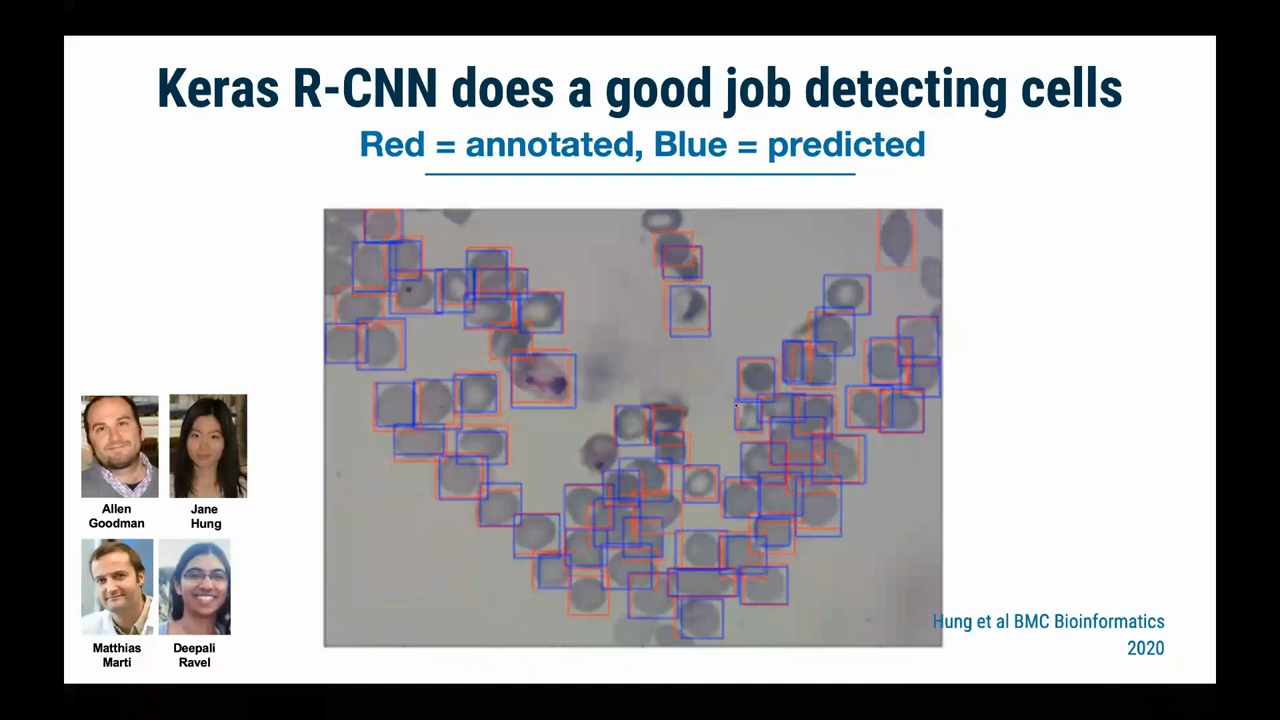 Keras R-CNN does a good job detecting cells
Red = annotated, Blue = predicted
Allen
Goodman
Jane
Hung
Matthias
Marti
Deepali
Ravel
Hung et al BMC Bioinformatics
2020